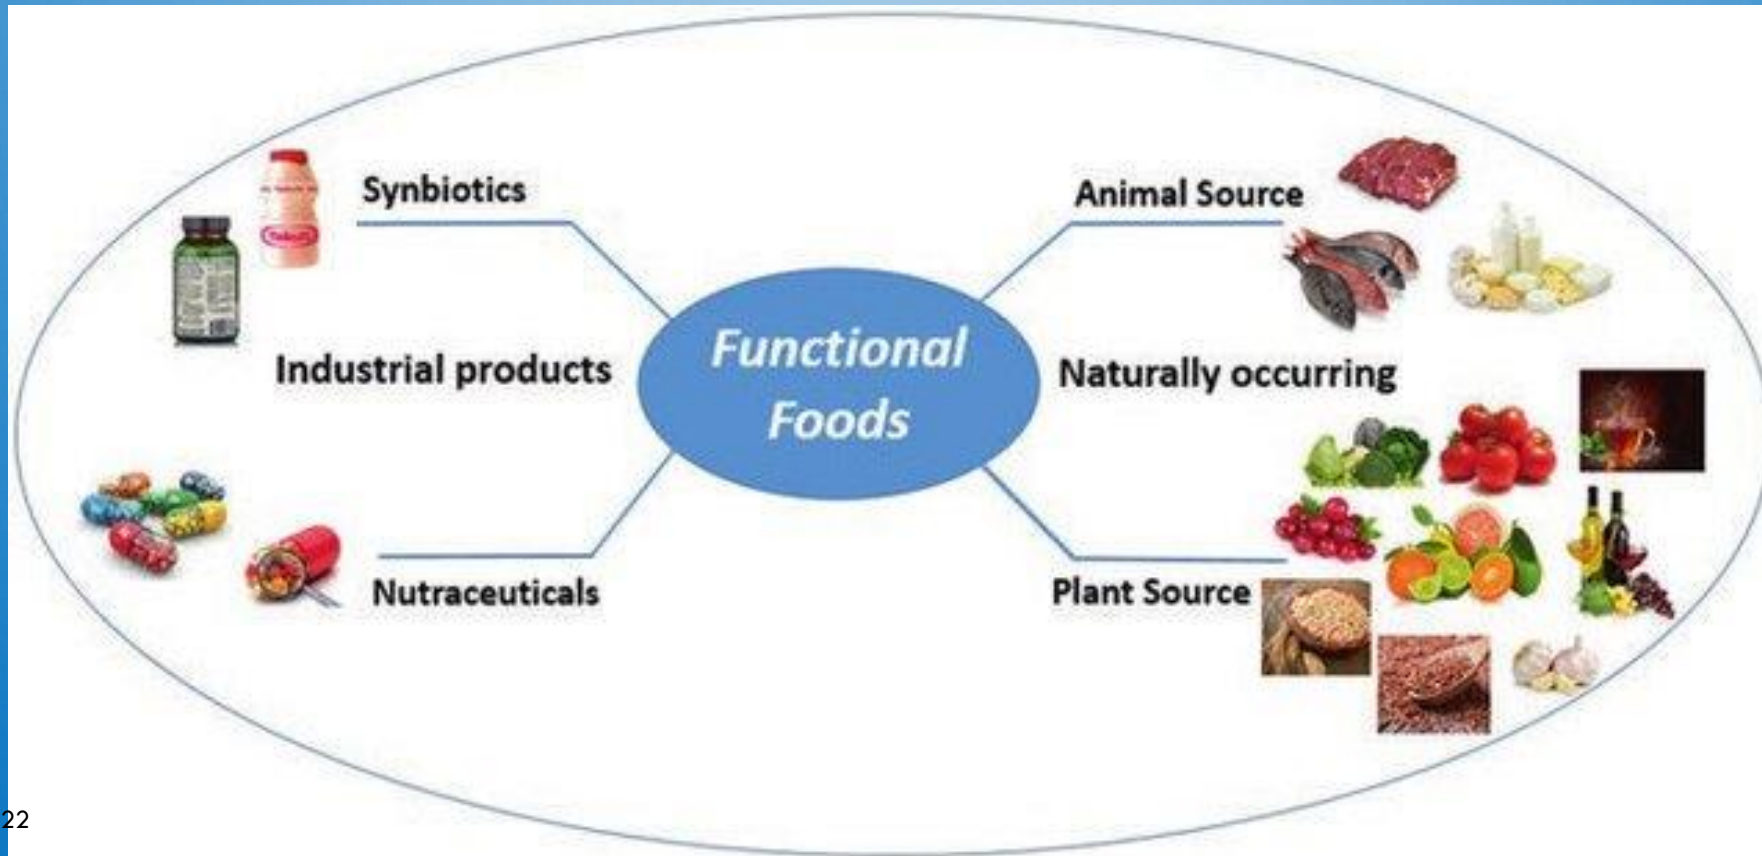 Synbiotics
Animal Source
Functional
Foods
Industrial products
Naturally occurring
Nutraceuticals
Plant Source
22